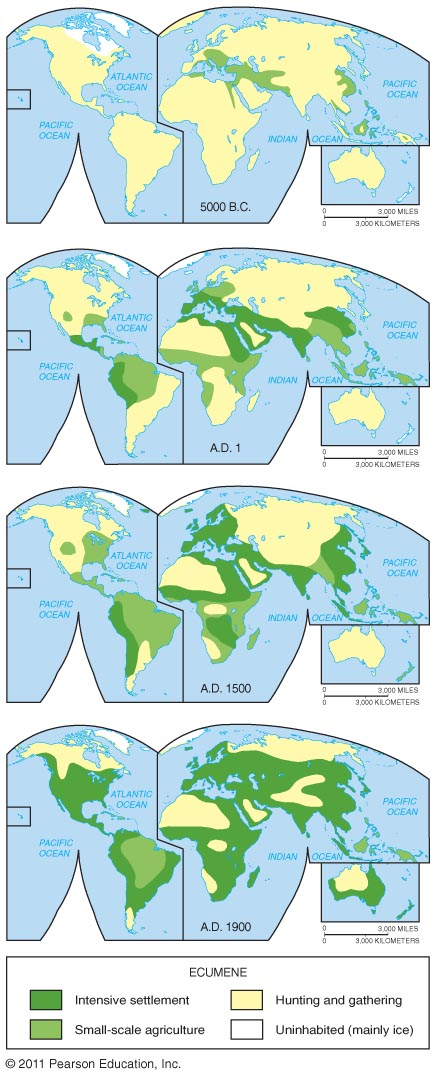 ATLANTIC
OCEAN
PACIFIC
OCEAN
PACIFIC
OCEAN
INDIAN OCEAN
5000 B.C.
0 3,000 MILES
0 3,000 KILOMETERS
ATLANTIC
OCEAN
PACIFIC
OCEAN
PACIFIC
OCEAN
INDIAN OCEAN
A.D. 1
0 3,000 MILES
0 3,000 KILOMETERS
ATLANTIC
OCEAN
PACIFIC
OCEAN
PACIFIC
OCEAN
INDIAN OCEAN
A.D. 1500
0 3,000 MILES
0 3,000 KILOMETERS
ATLANTIC
OCEAN
PACIFIC
OCEAN
PACIFIC
OCEAN
INDIAN OCEAN
A.D. 1900
0 3,000 MILES
0 3,000 KILOMETERS
ECUMENE
Intensive settlement
Hunting and gathering
Small-scale agriculture
Uninhabited (mainly ice)
© 2011 Pearson Education, Inc.